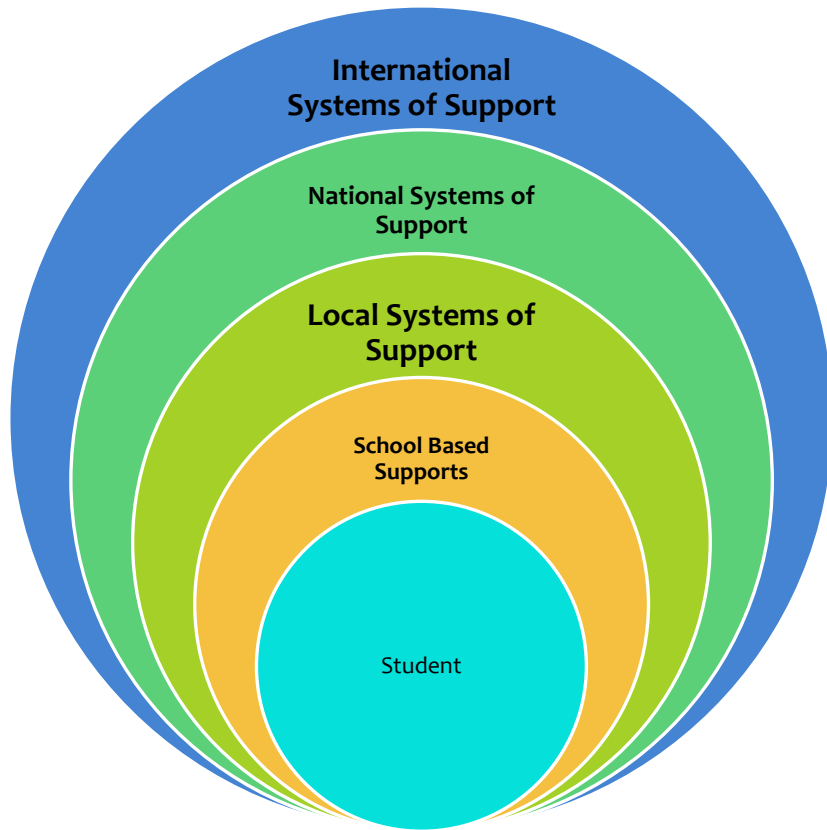 International
Systems of Support
National Systems of
Support
Local Systems of
Support
School Based
Supports
Student